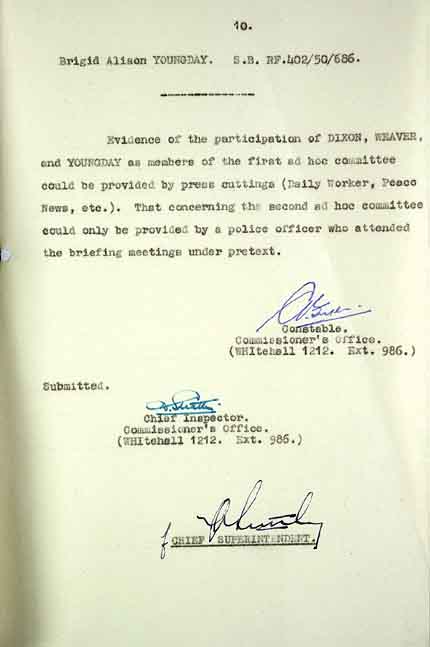 10.
Brigid Alison YOUNGDAY. S.B. RF.402/50/686.
Evidence of the participation of DIXON, WEAVER,
and YOUNGDAY as members of the first ad hoc committee
could be provided by press cuttings (Daily Worker, Peace
News, etc.). That concerning the second ad hoc committee
could only be provided by a police officer who attended
the briefing meetings under pretext.
Constable.
Commissioner's Office.
(WHItehall 1212. Ext. 986.)
Submitted.
Chief Inspector.
Commissioner's Office.
(WHItehall 1212. Ext. 986.)
CHIEF SUPERINTENDENT.